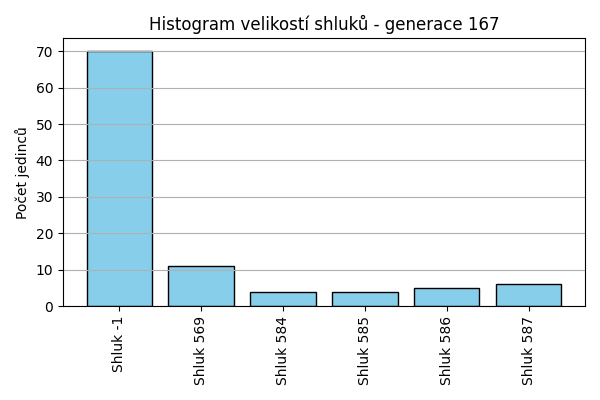 Histogram velikostí shluků - generace 167
Počet jedinců
70
60
50
40
30
20
10
0
Shluk -1
Shluk 569
Shluk 584
Shluk 585
Shluk 586
Shluk 587